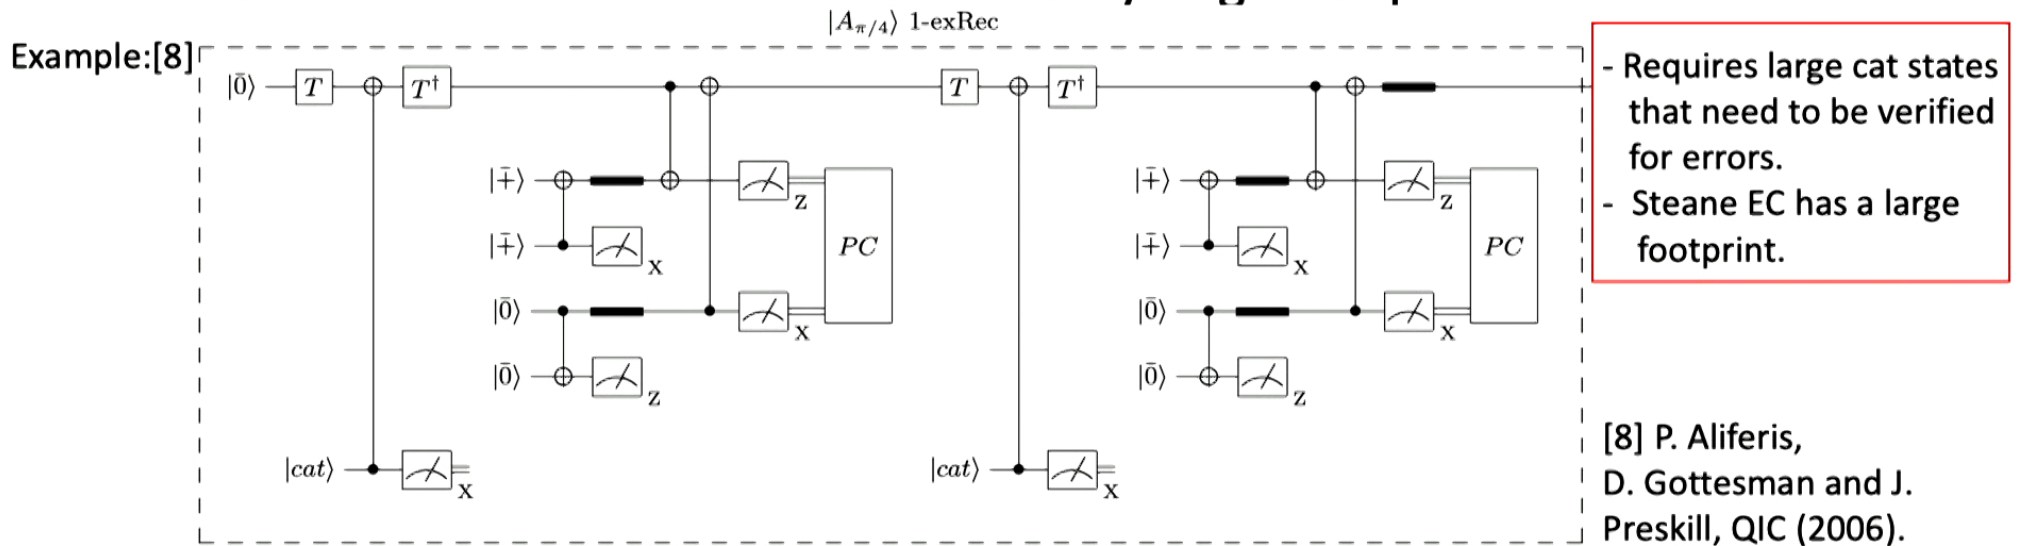 |A_{π/4}⟩ 1-exRec
Example:[8]
|0̄⟩ T T† T T†
|+̄⟩ Z |+̄⟩ Z
|+̄⟩ X PC |+̄⟩ X PC
|0̄⟩ X |0̄⟩ X
|0̄⟩ Z |0̄⟩ Z
|cat⟩ X |cat⟩ X
- Requires large cat states
that need to be verified
for errors.
- Steane EC has a large
footprint.
[8] P. Aliferis,
D. Gottesman and J.
Preskill, QIC (2006).